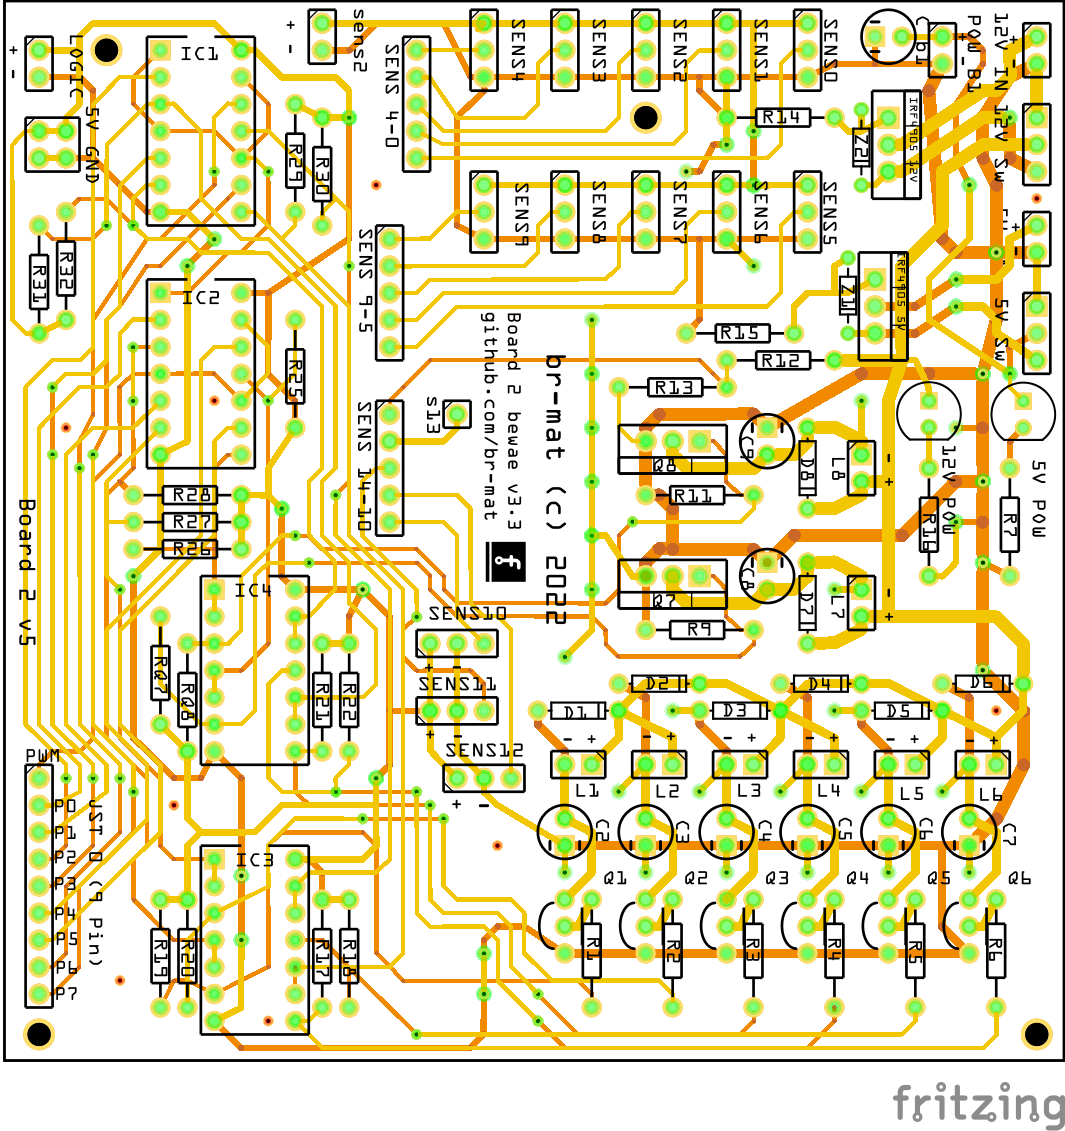 LOGIC
+
-
5V GND
IC1
R29
R30
R31
R32
+
-
sens2
SENS 4-0
SENS4
SENS3
SENS2
SENS1
SENS0
R14
Z2
IRF4905 12V
POW B1
+
-
12V IN
+
-
12V Sw
SENS9
SENS8
SENS7
SENS6
SENS5
SENS 9-5
IC2
R25
R28
R27
R26
Z1
IRF4905 5V
5V Sw
R15
R12
R13
s13
SENS 14-10
Board 2 bewae v3.3
github.com/br-mat
br-mat (c) 2022
Q8
C9
D8
L8
-
+
R11
12V POW
5V POW
R16
R7
Q7
C8
D7
L7
-
+
R9
Board 2 v5
IC4
RQ7
RQ8
R21
R22
SENS10
+
-
SENS11
+
-
SENS12
+
-
D2
D4
D6
D1
D3
D5
L1
L2
L3
L4
L5
L6
C2
C3
C4
C5
C6
C7
Q1
Q2
Q3
Q4
Q5
Q6
R1
R2
R3
R4
R5
R6
PWM
P0
P1
P2
P3
P4
P5
P6
P7
JST 0 (9 Pin)
IC3
R19
R20
R17
R18
fritzing